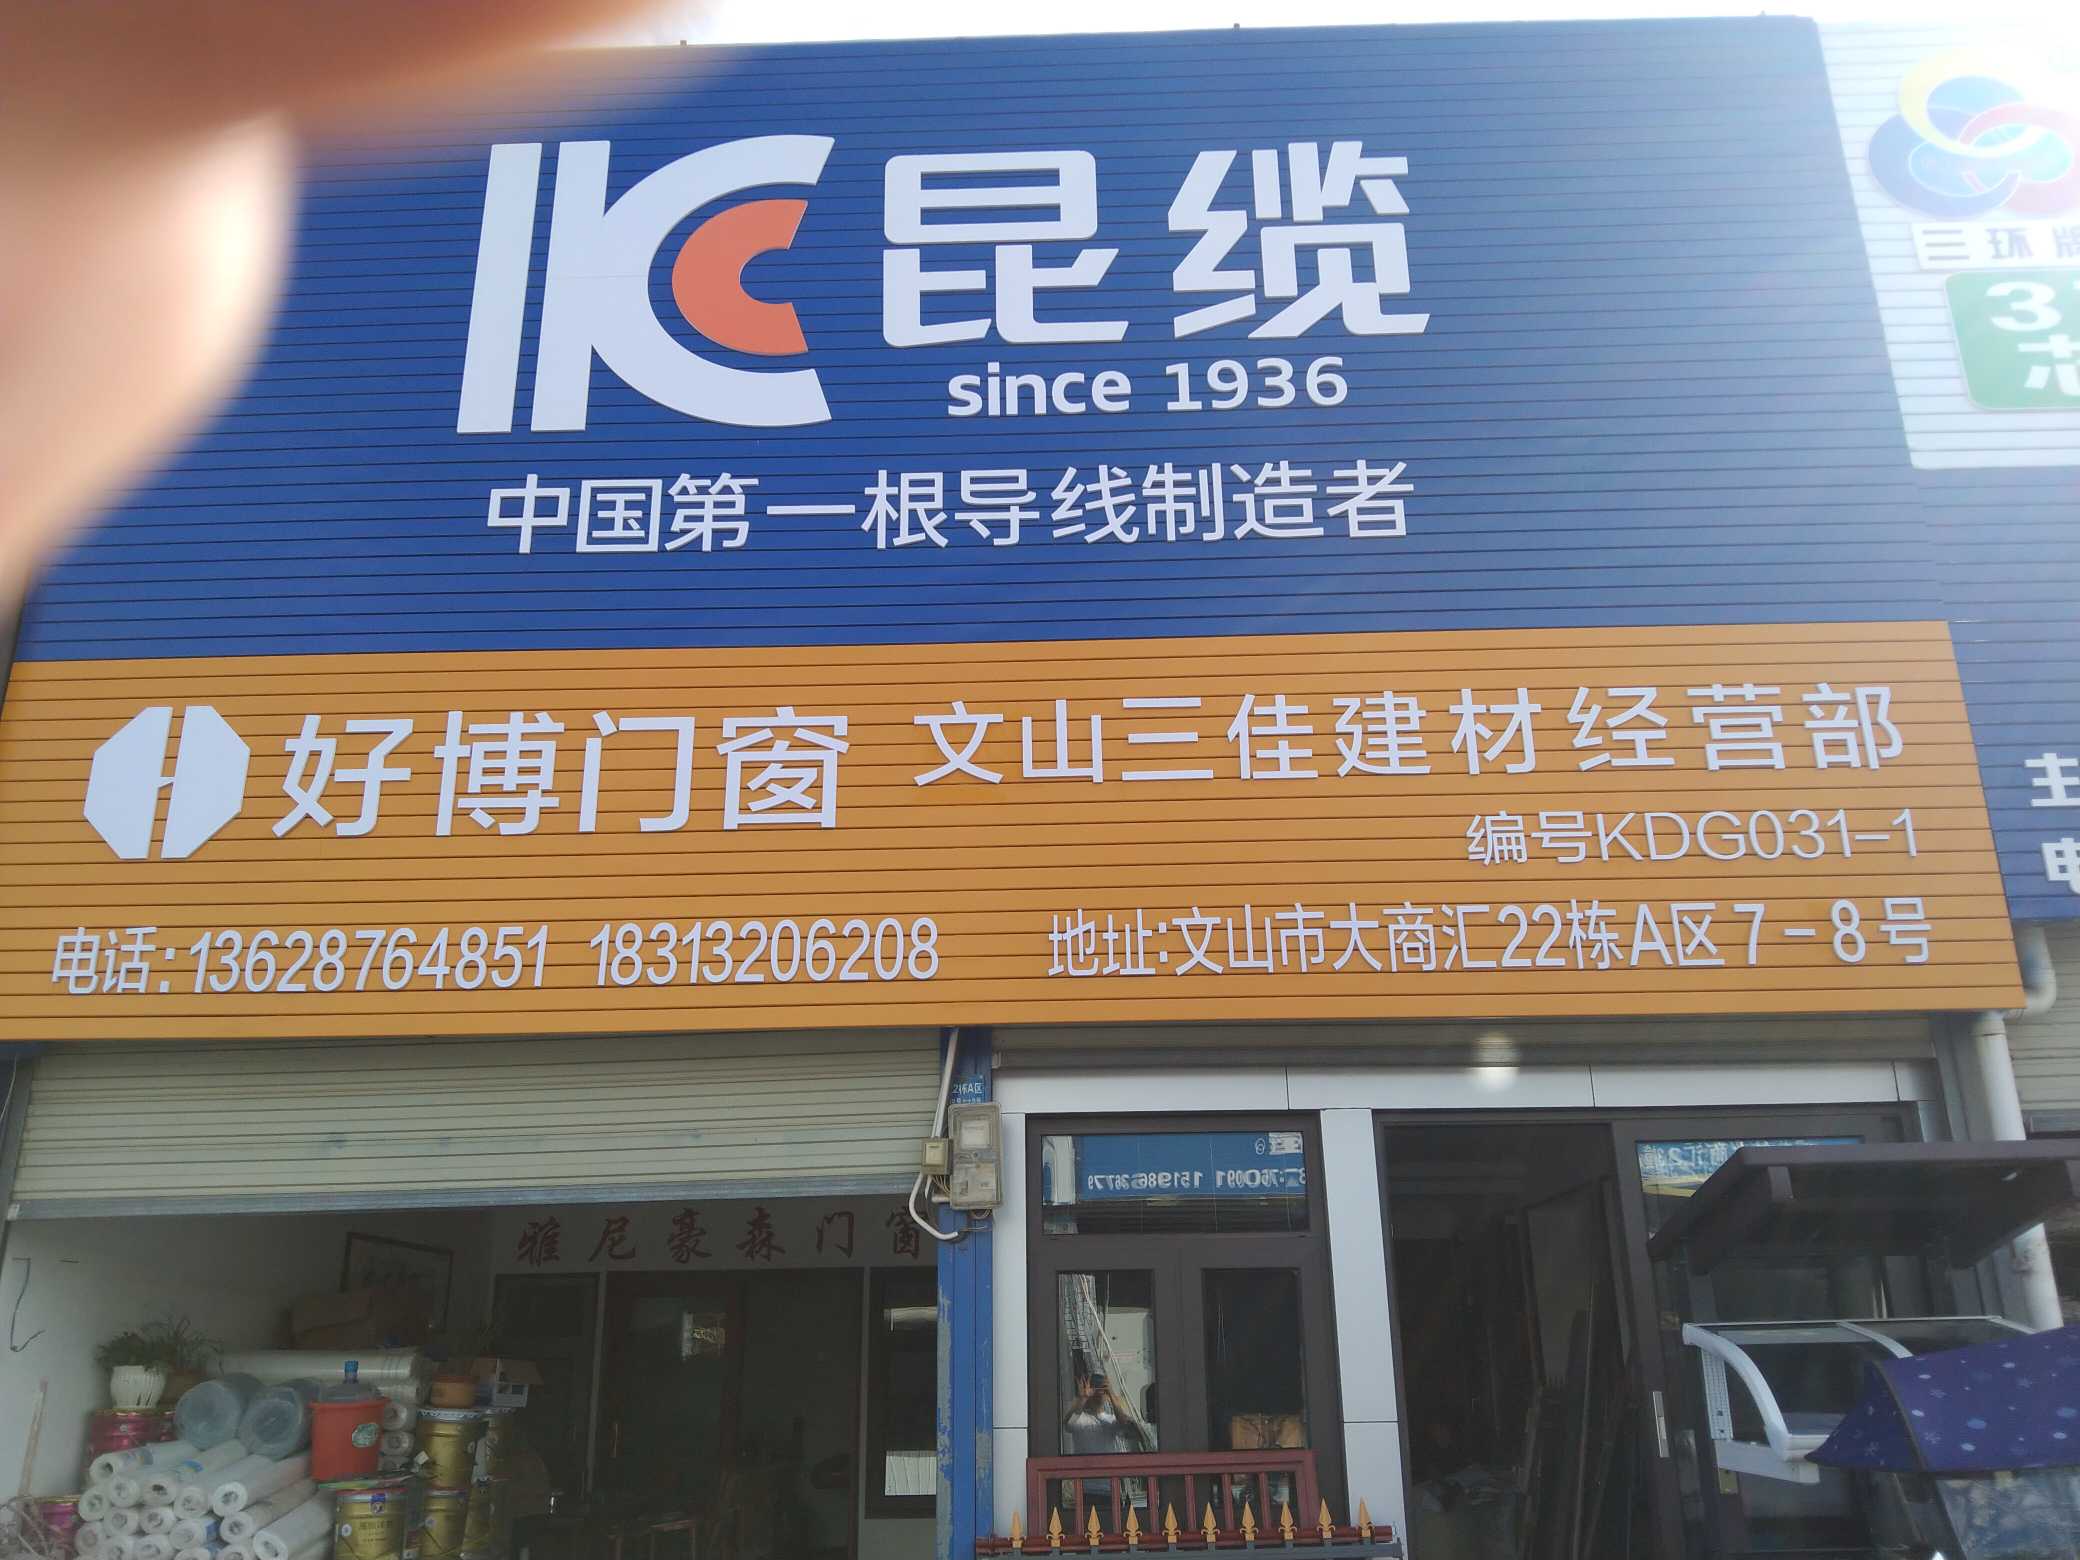 昆缆
since 1936
中国第一根导线制造者
好博门窗 文山三佳建材经营部
编号KDG031-1
电话:13628764851 18313206208 地址:文山市大商汇22栋A区7-8号
三环牌
雅尼豪森门窗